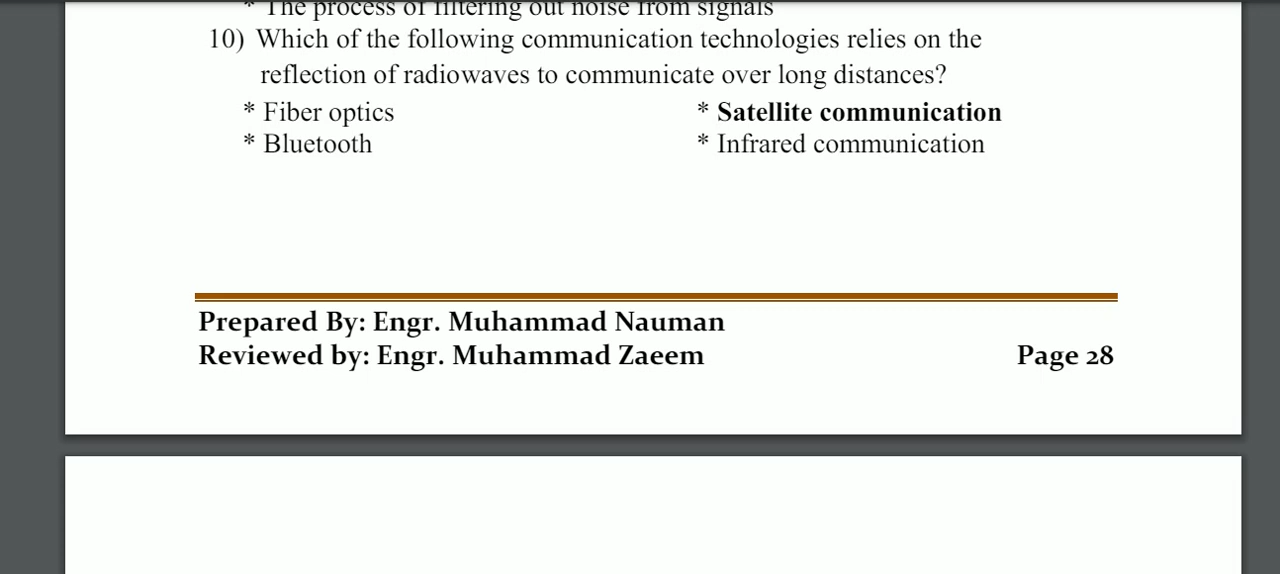 * The process of filtering out noise from signals
10) Which of the following communication technologies relies on the
reflection of radiowaves to communicate over long distances?
* Fiber optics * Satellite communication
* Bluetooth * Infrared communication
Prepared By: Engr. Muhammad Nauman
Reviewed by: Engr. Muhammad Zaeem Page 28